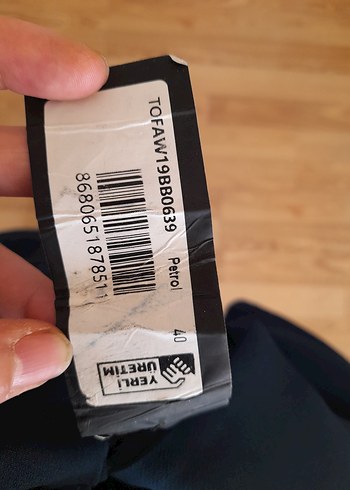 TOFAW19BB0639
Petrol 40
8680651878511
YERLİ
ÜRETİM